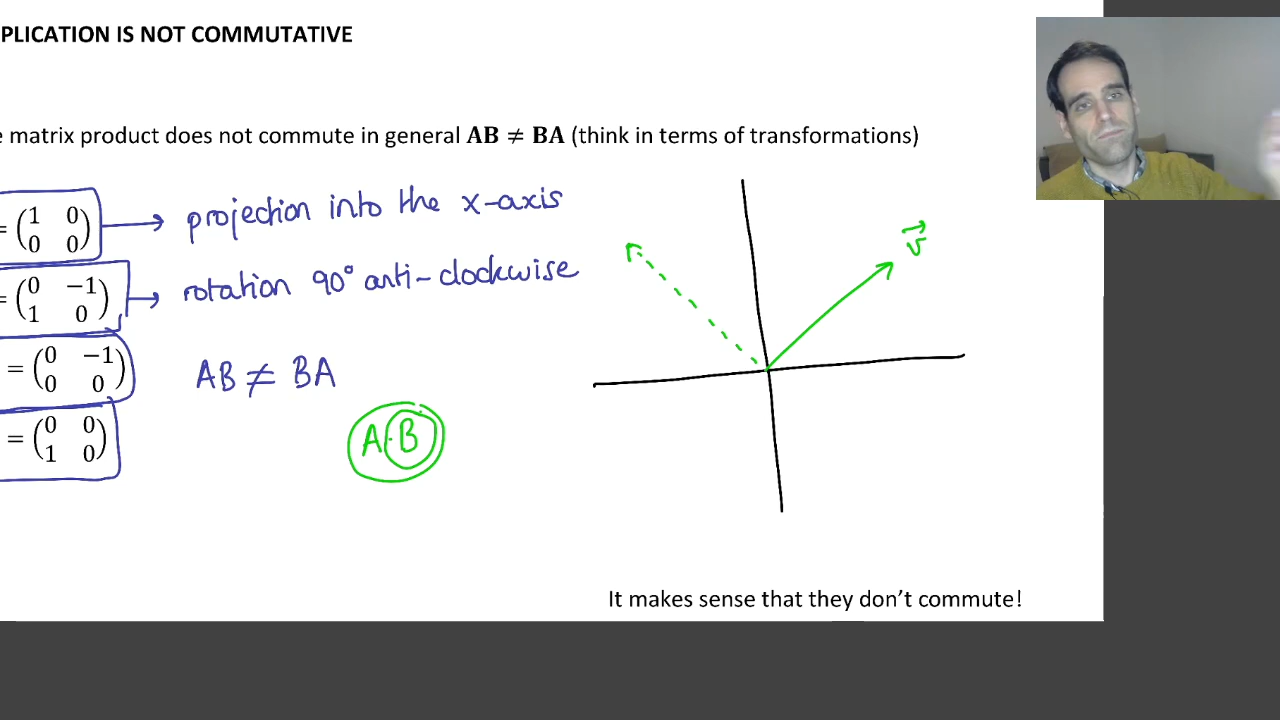 PLICATION IS NOT COMMUTATIVE
e matrix product does not commute in general AB ≠ BA (think in terms of transformations)
= (1 0 0 0) → projection into the x-axis
= (0 −1 1 0) → rotation 90° anti-clockwise
= (0 −1 0 0) AB ≠ BA
= (0 0 1 0) A·B
v
It makes sense that they don't commute!